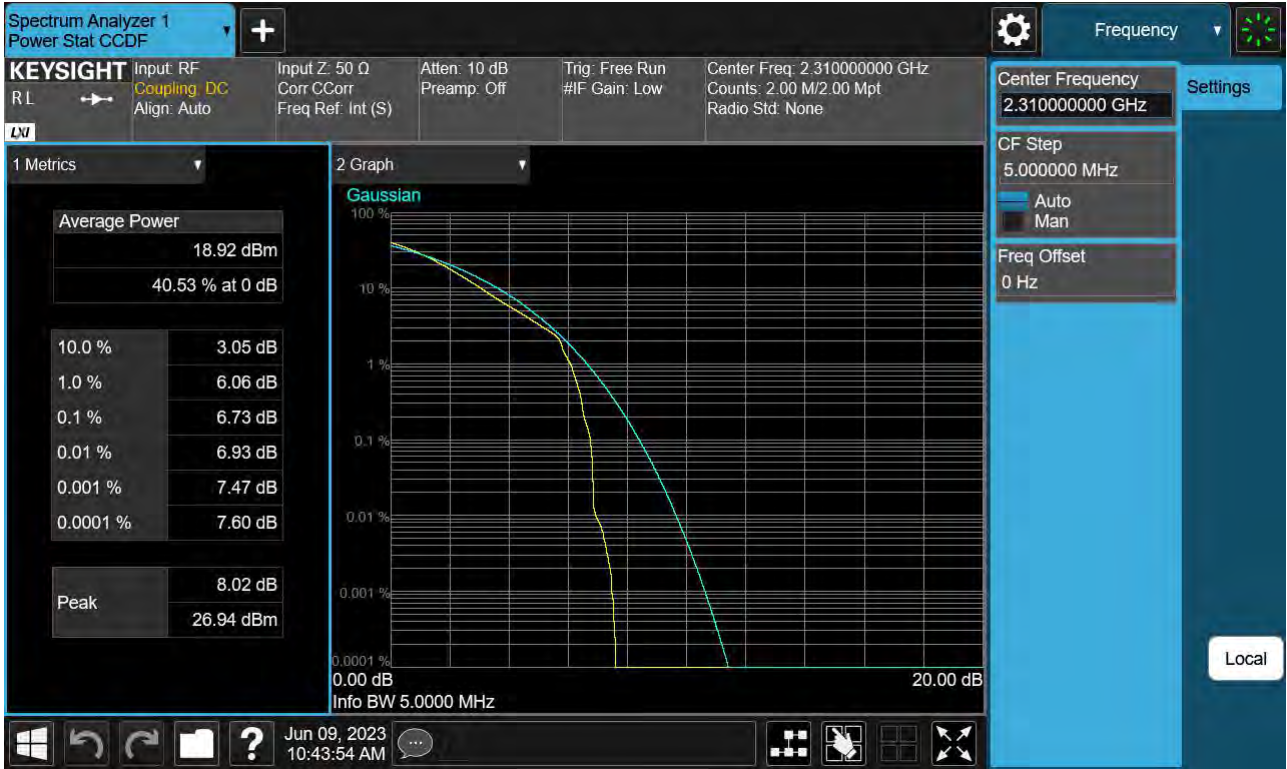 Spectrum Analyzer 1
Power Stat CCDF
Frequency
KEYSIGHT
R L
LXI
Input: RF
Coupling: DC
Align: Auto
Input Z: 50 Ω
Corr CCorr
Freq Ref: Int (S)
Atten: 10 dB
Preamp: Off
Trig: Free Run
#IF Gain: Low
Center Freq: 2.310000000 GHz
Counts: 2.00 M/2.00 Mpt
Radio Std: None
Center Frequency
2.310000000 GHz
Settings
CF Step
5.000000 MHz
Auto
Man
Freq Offset
0 Hz
Local
1 Metrics
Average Power
18.92 dBm
40.53 % at 0 dB
10.0 % 3.05 dB
1.0 % 6.06 dB
0.1 % 6.73 dB
0.01 % 6.93 dB
0.001 % 7.47 dB
0.0001 % 7.60 dB
Peak
8.02 dB
26.94 dBm
2 Graph
Gaussian
100 %
10 %
1 %
0.1 %
0.01 %
0.001 %
0.0001 %
0.00 dB 20.00 dB
Info BW 5.0000 MHz
?
Jun 09, 2023
10:43:54 AM